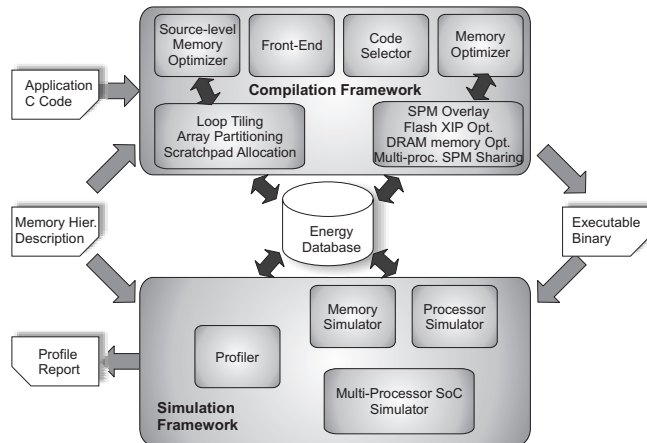 Source-level
Memory
Optimizer
Front-End
Code
Selector
Memory
Optimizer
Application
C Code
Compilation Framework
Loop Tiling
Array Partitioning
Scratchpad Allocation
SPM Overlay
Flash XIP Opt.
DRAM memory Opt.
Multi-proc. SPM Sharing
Memory Hier.
Description
Energy
Database
Executable
Binary
Memory
Simulator
Processor
Simulator
Profiler
Profile
Report
Multi-Processor SoC
Simulator
Simulation
Framework